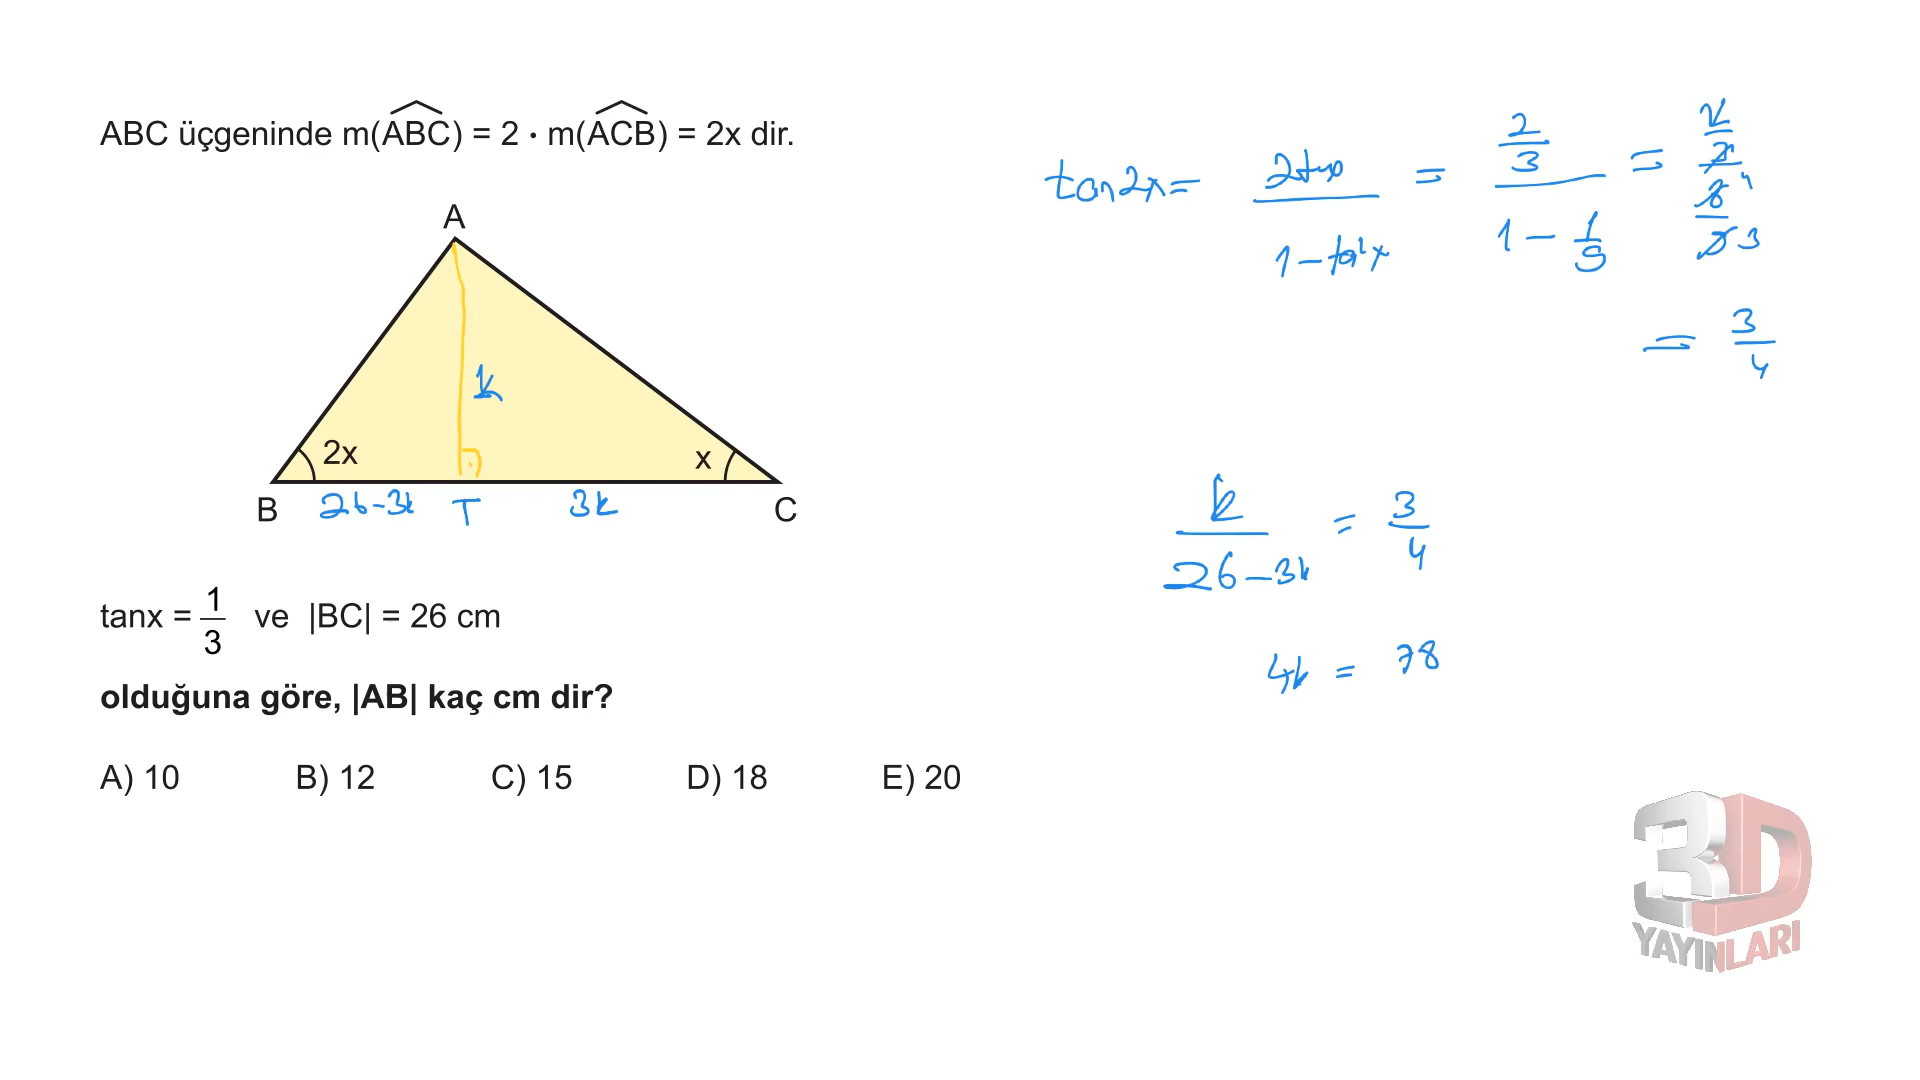 ABC üçgeninde m(ABC) = 2 · m(ACB) = 2x dir.
A
k
2x
x
B
26-3k
T
3k
C
tanx = 1/3 ve |BC| = 26 cm
olduğuna göre, |AB| kaç cm dir?
A) 10 B) 12 C) 15 D) 18 E) 20
tan2x = 2tanx / 1-tan²x = 2/3 / 1 - 1/9 =
= 3/4
k / 26-3k = 3/4
4k = 78
3D
YAYINLARI